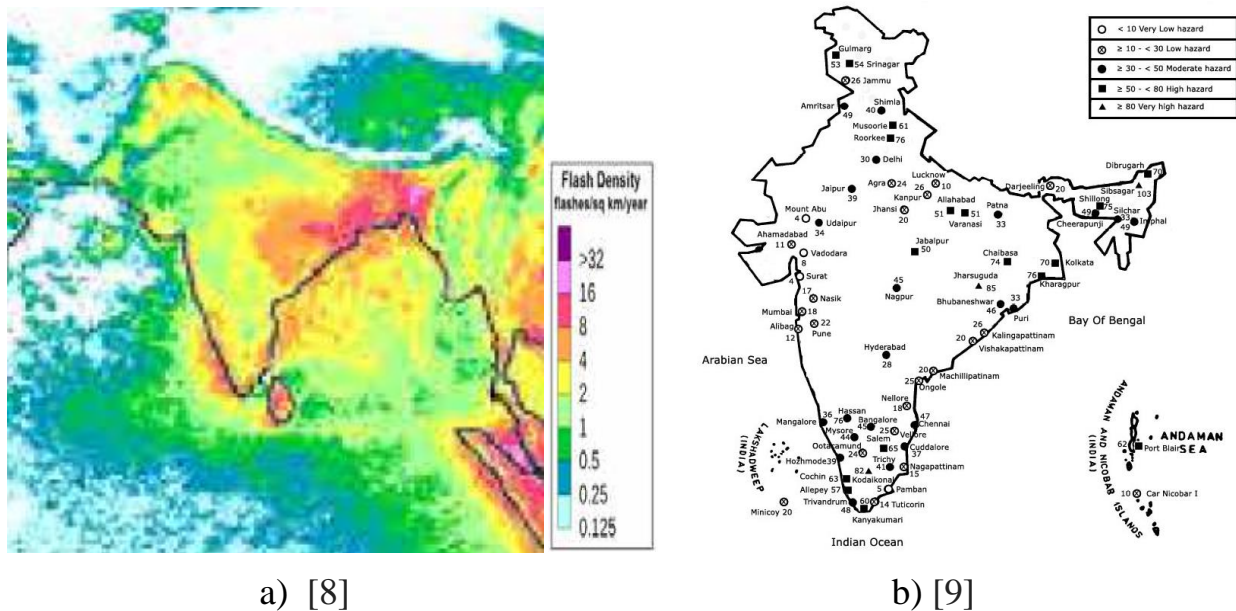 Flash Density
flashes/sq km/year
>32
16
8
4
2
1
0.5
0.25
0.125
a) [8]
< 10 Very Low hazard
≥ 10 - < 30 Low hazard
≥ 30 - < 50 Moderate hazard
≥ 50 - < 80 High hazard
≥ 80 Very high hazard
Gulmarg
53
54 Srinagar
26 Jammu
Amritsar
49
Shimla
40
Musoorie 61
Roorkee
76
30 Delhi
Dibrugarh
70
Sibsagar
103
Darjeeling 20
Shillong
75
Silchar
33
49
Cheerapunji
49 Imphal
Lucknow
10
26
Kanpur
Agra 24
Jaipur
39
Jhansi
20
Allahabad
51
51
Varanasi
Patna
33
Mount Abu
4
Udaipur
34
Ahamadabad
11
Vadodara
8
Jabalpur
50
Chaibasa
74
70 Kolkata
76
Kharagpur
4 Surat
Jharsuguda
85
45
Nagpur
17
Nasik
Bhubaneshwar
46
33
Puri
Mumbai 18
22
Pune
Alibag
12
26
Kalingapattinam
20
Vishakapattinam
Bay Of Bengal
Arabian Sea
Hyderabad
28
20
Machillipatinam
25
Ongole
Nellore
18
36
Mangalore
Hassan
76
Bangalore
45
47
Chennai
Mysore
44
25
Vellore
Ootacamund
24
Salem
65
Cuddalore
37
Hozhmode39
Trichy
41
Nagapattinam
15
82
Kodaikonal
Cochin 63
Allepey 57
5 Pamban
Trivandrum
48
60
14 Tuticorin
Kanyakumari
Minicoy 20
LAKSHADWEEP
(INDIA)
Indian Ocean
ANDAMAN AND NICOBAR ISLANDS
(INDIA)
ANDAMAN
SEA
62
Port Blair
10 Car Nicobar I
b) [9]